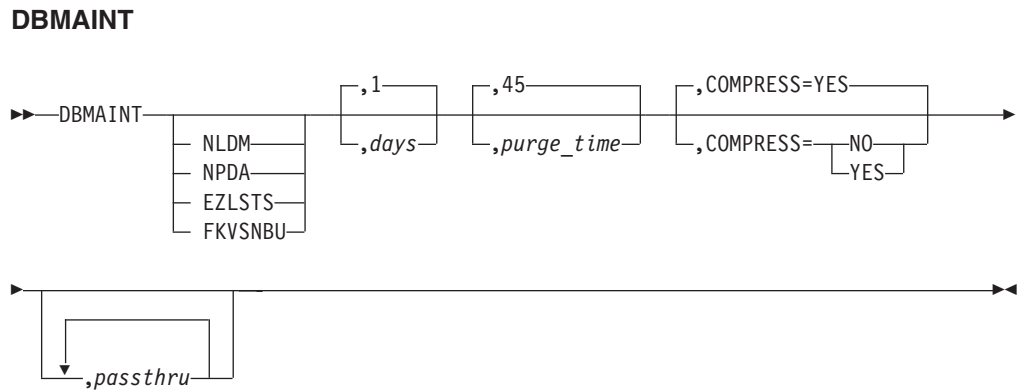 DBMAINT
DBMAINT
NLDM
NPDA
EZLSTS
FKVSNBU
,1
,days
,45
,purge_time
,COMPRESS=YES
,COMPRESS= NO
YES
,passthru